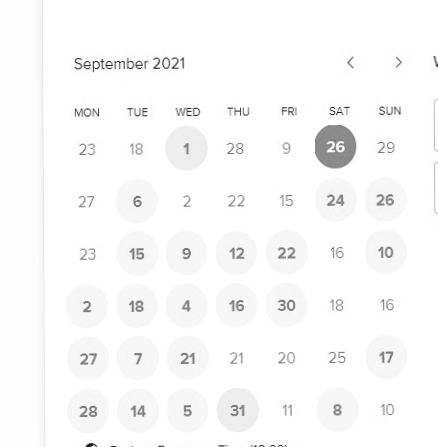 September 2021 < >
MON TUE WED THU FRI SAT SUN
23 18 1 28 9 26 29
27 6 2 22 15 24 26
23 15 9 12 22 16 10
2 18 4 16 30 18 16
27 7 21 21 20 25 17
28 14 5 31 11 8 10